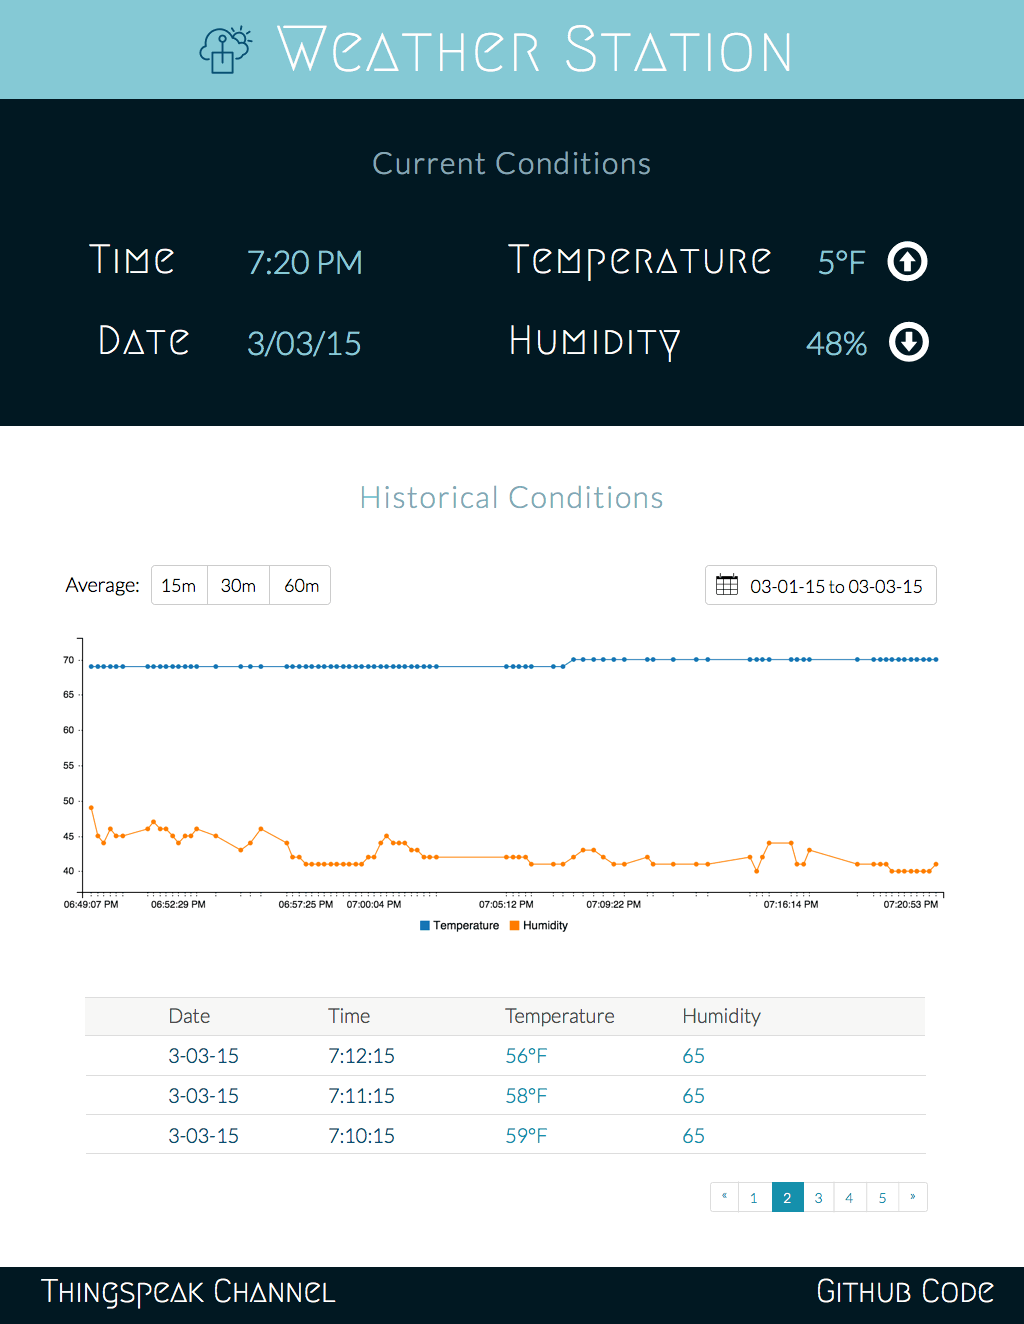 Weather Station
Current Conditions
Time 7:20 PM Temperature 5°F
Date 3/03/15 Humidity 48%
Historical Conditions
Average: 15m 30m 60m 03-01-15 to 03-03-15
70
65
60
55
50
45
40
06:49:07 PM 06:52:29 PM 06:57:25 PM 07:00:04 PM 07:05:12 PM 07:09:22 PM 07:16:14 PM 07:20:53 PM
Temperature Humidity
Date Time Temperature Humidity
3-03-15 7:12:15 56°F 65
3-03-15 7:11:15 58°F 65
3-03-15 7:10:15 59°F 65
« 1 2 3 4 5 »
Thingspeak Channel Github Code